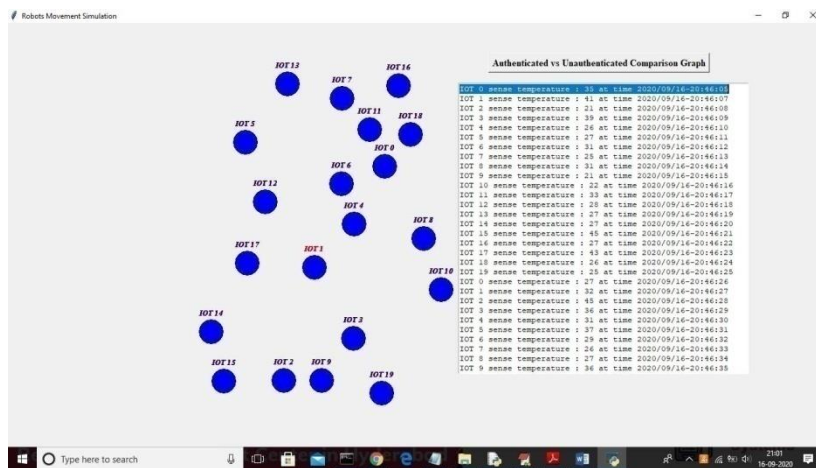 Robots Movement Simulation
IOT 13
IOT 16
IOT 7
IOT 11
IOT 18
IOT 5
IOT 0
IOT 6
IOT 12
IOT 4
IOT 8
IOT 17
IOT 1
IOT 10
IOT 14
IOT 3
IOT 15
IOT 2
IOT 9
IOT 19
Authenticated vs Unauthenticated Comparison Graph
IOT 0 sense temperature : 35 at time 2020/09/16-20:46:05
IOT 1 sense temperature : 41 at time 2020/09/16-20:46:07
IOT 2 sense temperature : 21 at time 2020/09/16-20:46:08
IOT 3 sense temperature : 39 at time 2020/09/16-20:46:09
IOT 4 sense temperature : 26 at time 2020/09/16-20:46:10
IOT 5 sense temperature : 27 at time 2020/09/16-20:46:11
IOT 6 sense temperature : 31 at time 2020/09/16-20:46:12
IOT 7 sense temperature : 25 at time 2020/09/16-20:46:13
IOT 8 sense temperature : 31 at time 2020/09/16-20:46:14
IOT 9 sense temperature : 21 at time 2020/09/16-20:46:15
IOT 10 sense temperature : 22 at time 2020/09/16-20:46:16
IOT 11 sense temperature : 33 at time 2020/09/16-20:46:17
IOT 12 sense temperature : 28 at time 2020/09/16-20:46:18
IOT 13 sense temperature : 27 at time 2020/09/16-20:46:19
IOT 14 sense temperature : 27 at time 2020/09/16-20:46:20
IOT 15 sense temperature : 45 at time 2020/09/16-20:46:21
IOT 16 sense temperature : 27 at time 2020/09/16-20:46:22
IOT 17 sense temperature : 43 at time 2020/09/16-20:46:23
IOT 18 sense temperature : 26 at time 2020/09/16-20:46:24
IOT 19 sense temperature : 25 at time 2020/09/16-20:46:25
IOT 0 sense temperature : 27 at time 2020/09/16-20:46:26
IOT 1 sense temperature : 32 at time 2020/09/16-20:46:27
IOT 2 sense temperature : 45 at time 2020/09/16-20:46:28
IOT 3 sense temperature : 36 at time 2020/09/16-20:46:29
IOT 4 sense temperature : 31 at time 2020/09/16-20:46:30
IOT 5 sense temperature : 37 at time 2020/09/16-20:46:31
IOT 6 sense temperature : 29 at time 2020/09/16-20:46:32
IOT 7 sense temperature : 26 at time 2020/09/16-20:46:33
IOT 8 sense temperature : 27 at time 2020/09/16-20:46:34
IOT 9 sense temperature : 36 at time 2020/09/16-20:46:35
Type here to search
21:01
16-09-2020